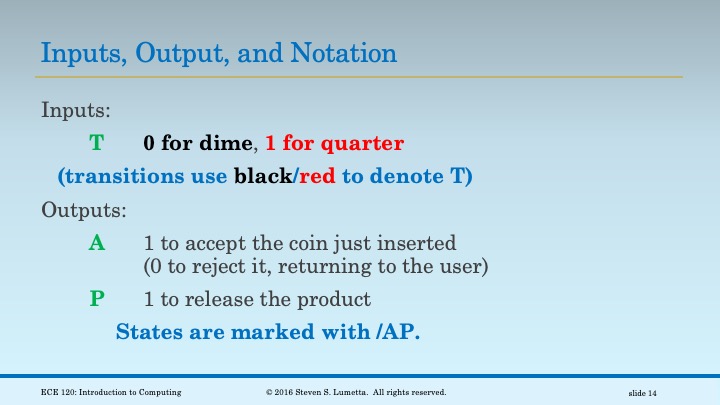 Inputs, Output, and Notation
Inputs:
T 0 for dime, 1 for quarter
(transitions use black/red to denote T)
Outputs:
A 1 to accept the coin just inserted
(0 to reject it, returning to the user)
P 1 to release the product
States are marked with /AP.
ECE 120: Introduction to Computing © 2016 Steven S. Lumetta. All rights reserved. slide 14